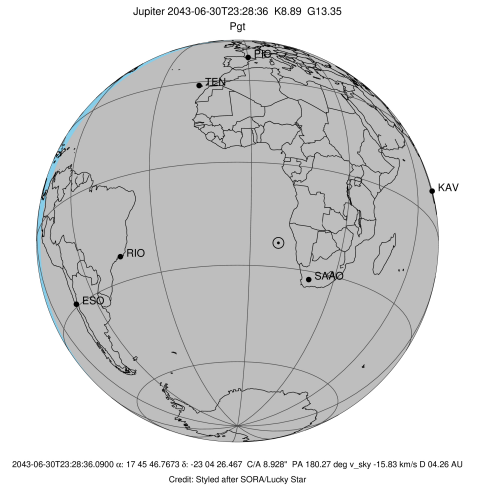 Jupiter 2043-06-30T23:28:36 K8.89 G13.35
Pgt
PIC
TEN
KAV
RIO
SAAO
ESO
2043-06-30T23:28:36.0900 α: 17 45 46.7673 δ: -23 04 26.467 C/A 8.928" PA 180.27 deg v_sky -15.83 km/s D 04.26 AU
Credit: Styled after SORA/Lucky Star